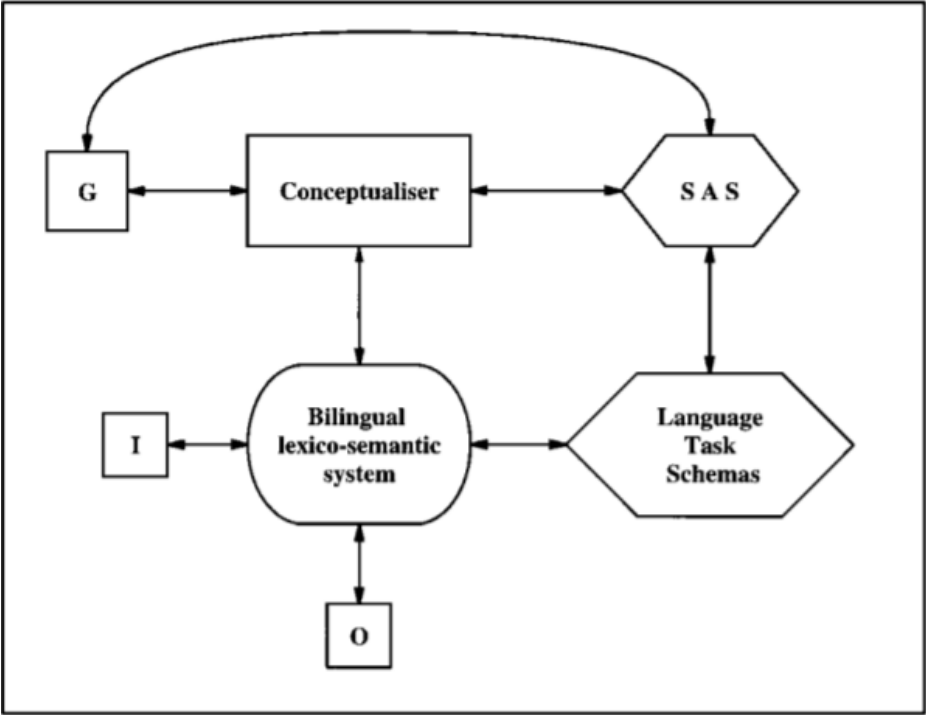 G
Conceptualiser
S A S
I
Bilingual
lexico-semantic
system
Language
Task
Schemas
O